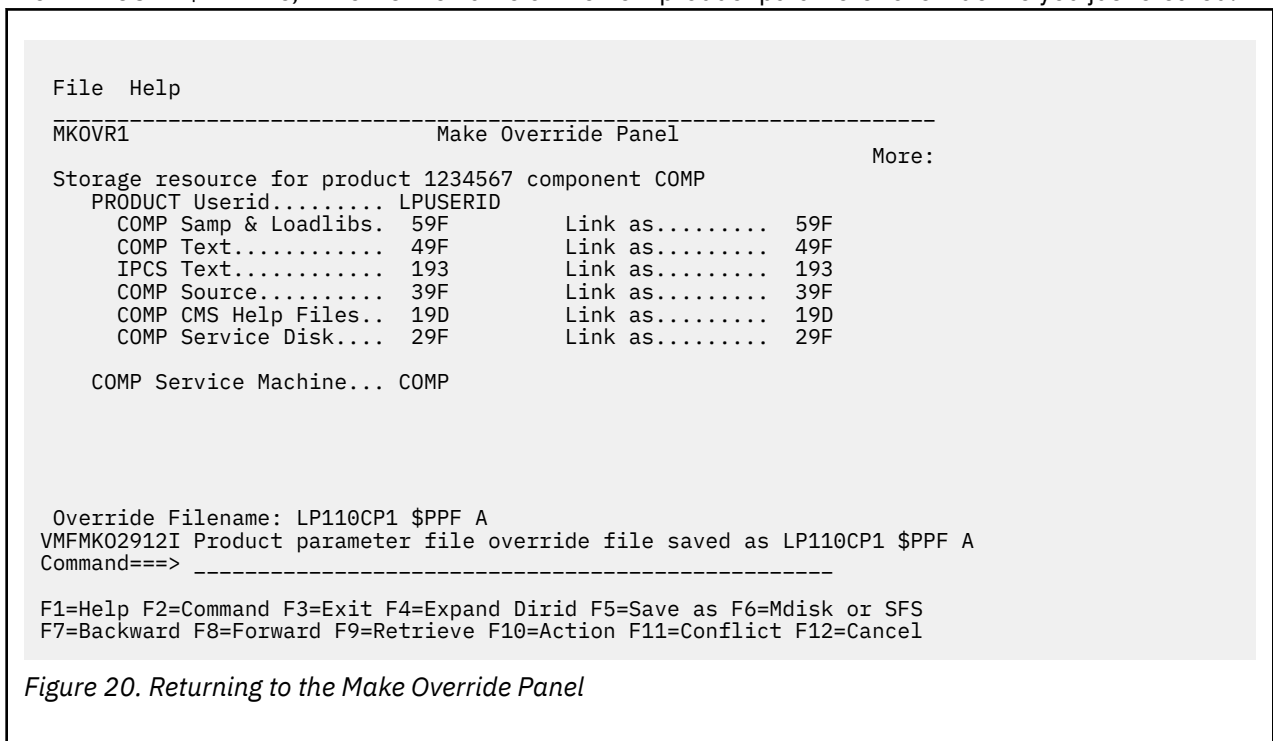 File Help
MKOVR1 Make Override Panel
More:
Storage resource for product 1234567 component COMP
PRODUCT Userid......... LPUSERID
COMP Samp & Loadlibs. 59F Link as......... 59F
COMP Text............ 49F Link as......... 49F
IPCS Text............ 193 Link as......... 193
COMP Source.......... 39F Link as......... 39F
COMP CMS Help Files.. 19D Link as......... 19D
COMP Service Disk.... 29F Link as......... 29F
COMP Service Machine... COMP
Override Filename: LP110CP1 $PPF A
VMFMKO2912I Product parameter file override file saved as LP110CP1 $PPF A
Command===> __________________________________________________
F1=Help F2=Command F3=Exit F4=Expand Dirid F5=Save as F6=Mdisk or SFS
F7=Backward F8=Forward F9=Retrieve F10=Action F11=Conflict F12=Cancel
Figure 20. Returning to the Make Override Panel